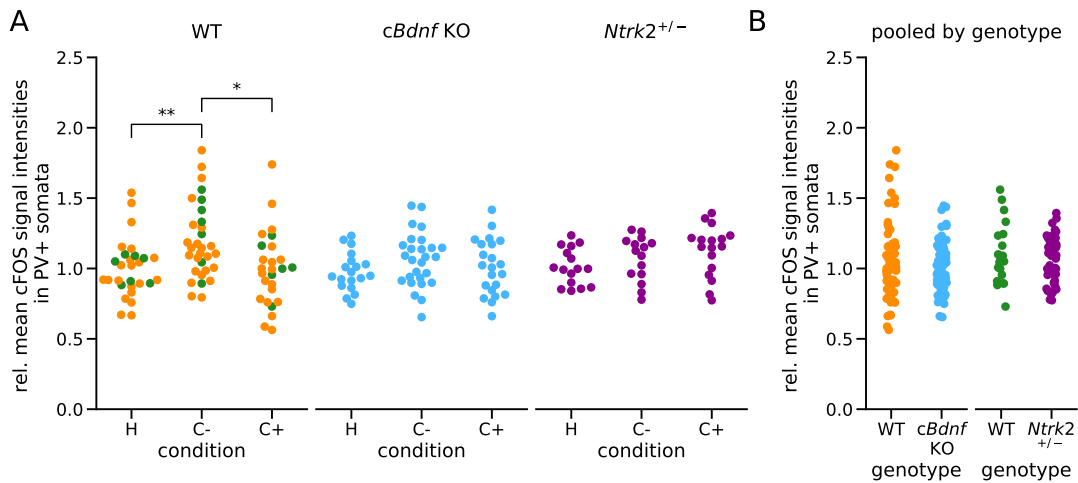 A
B
WT
cBdnf KO
Ntrk2+/−
pooled by genotype
rel. mean cFOS signal intensities
in PV+ somata
2.5
2.0
1.5
1.0
0.5
0.0
**
*
H C- C+
condition
H C- C+
condition
H C- C+
condition
rel. mean cFOS signal intensities
in PV+ somata
2.5
2.0
1.5
1.0
0.5
0.0
WT cBdnf
KO
genotype
WT Ntrk2
+/−
genotype